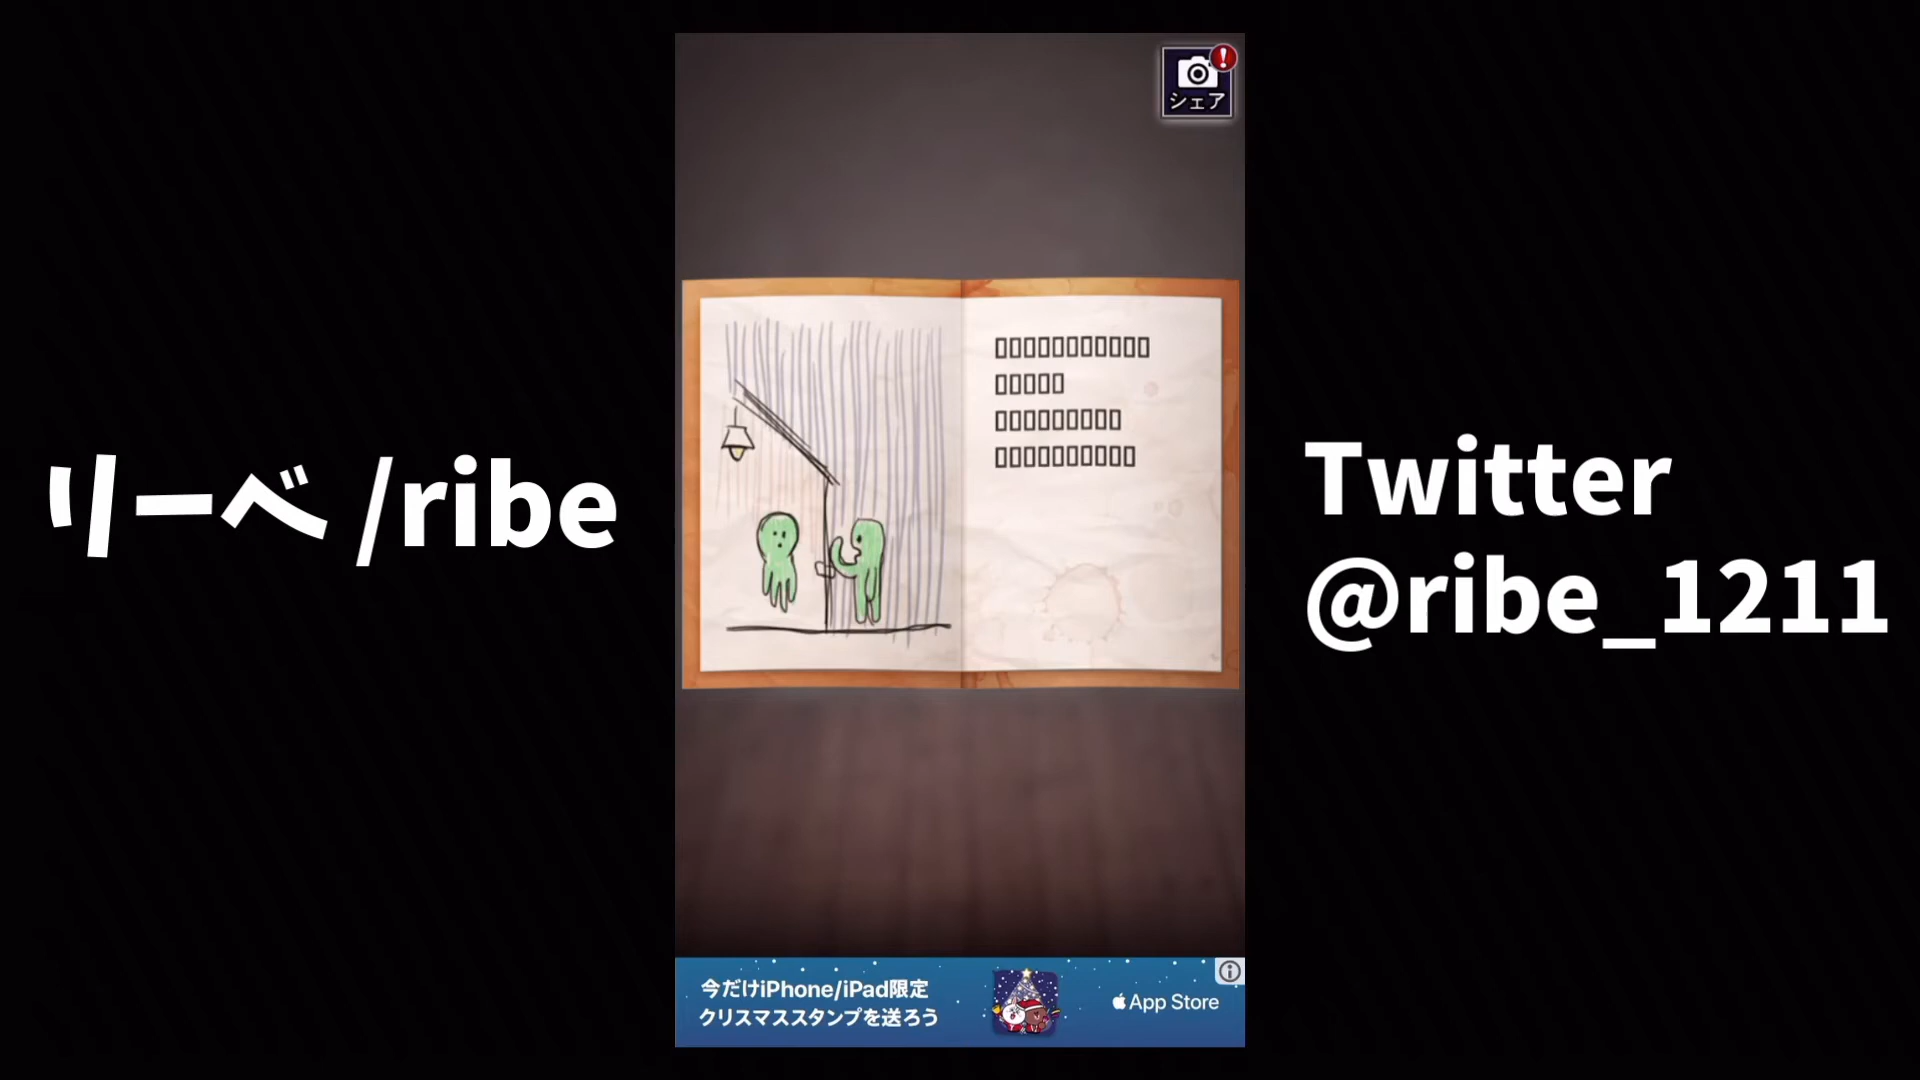 リーべ /ribe
シェア
Twitter
@ribe_1211
今だけiPhone/iPad限定
クリスマススタンプを送ろう
App Store